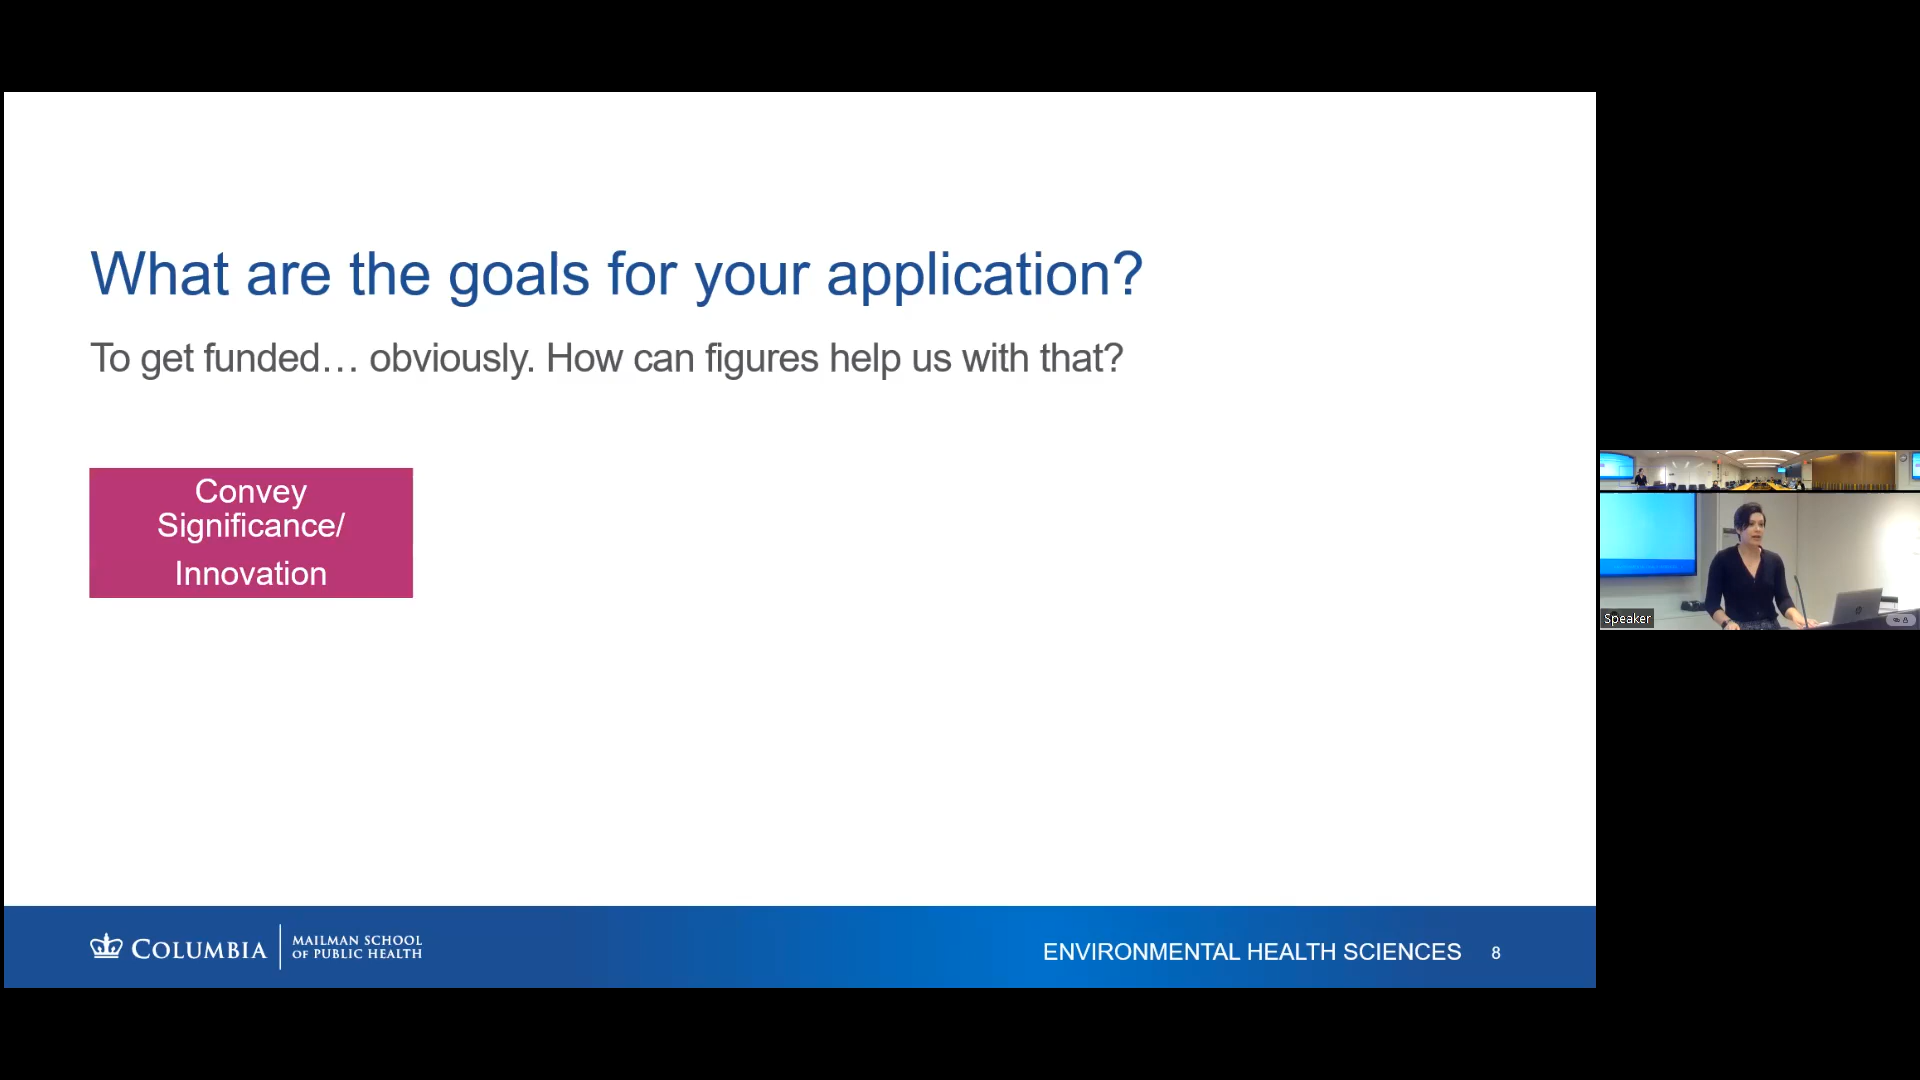 What are the goals for your application?
To get funded… obviously. How can figures help us with that?
Convey
Significance/
Innovation
COLUMBIA
MAILMAN SCHOOL
OF PUBLIC HEALTH
ENVIRONMENTAL HEALTH SCIENCES 8
Speaker